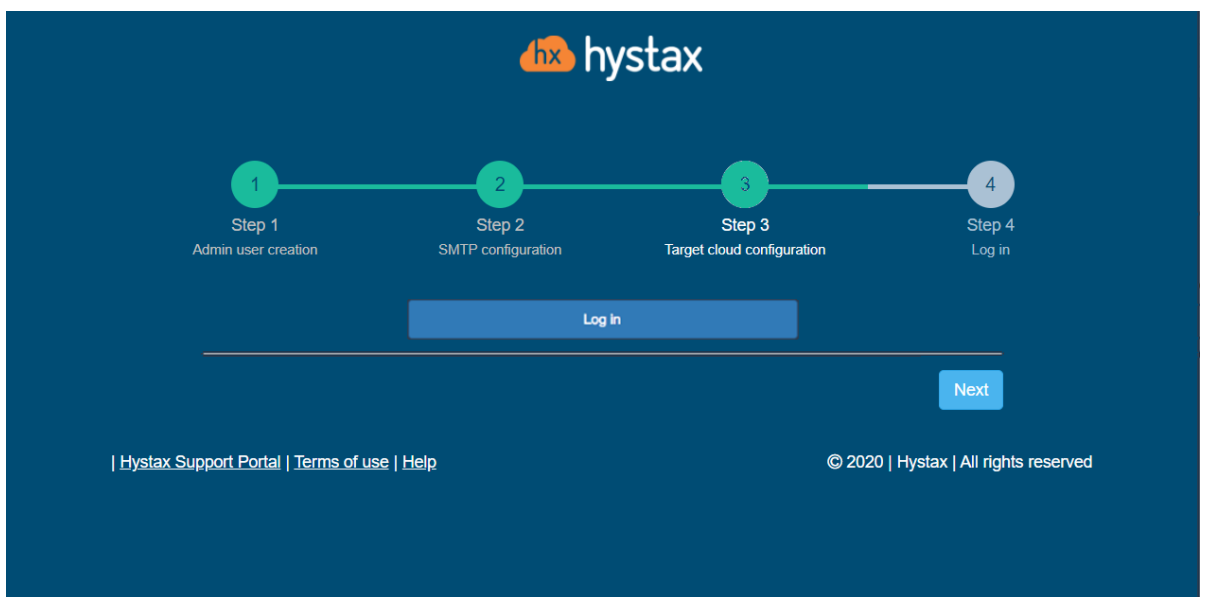 hx hystax
1 2 3 4
Step 1 Step 2 Step 3 Step 4
Admin user creation SMTP configuration Target cloud configuration Log in
Log in
Next
| Hystax Support Portal | Terms of use | Help © 2020 | Hystax | All rights reserved